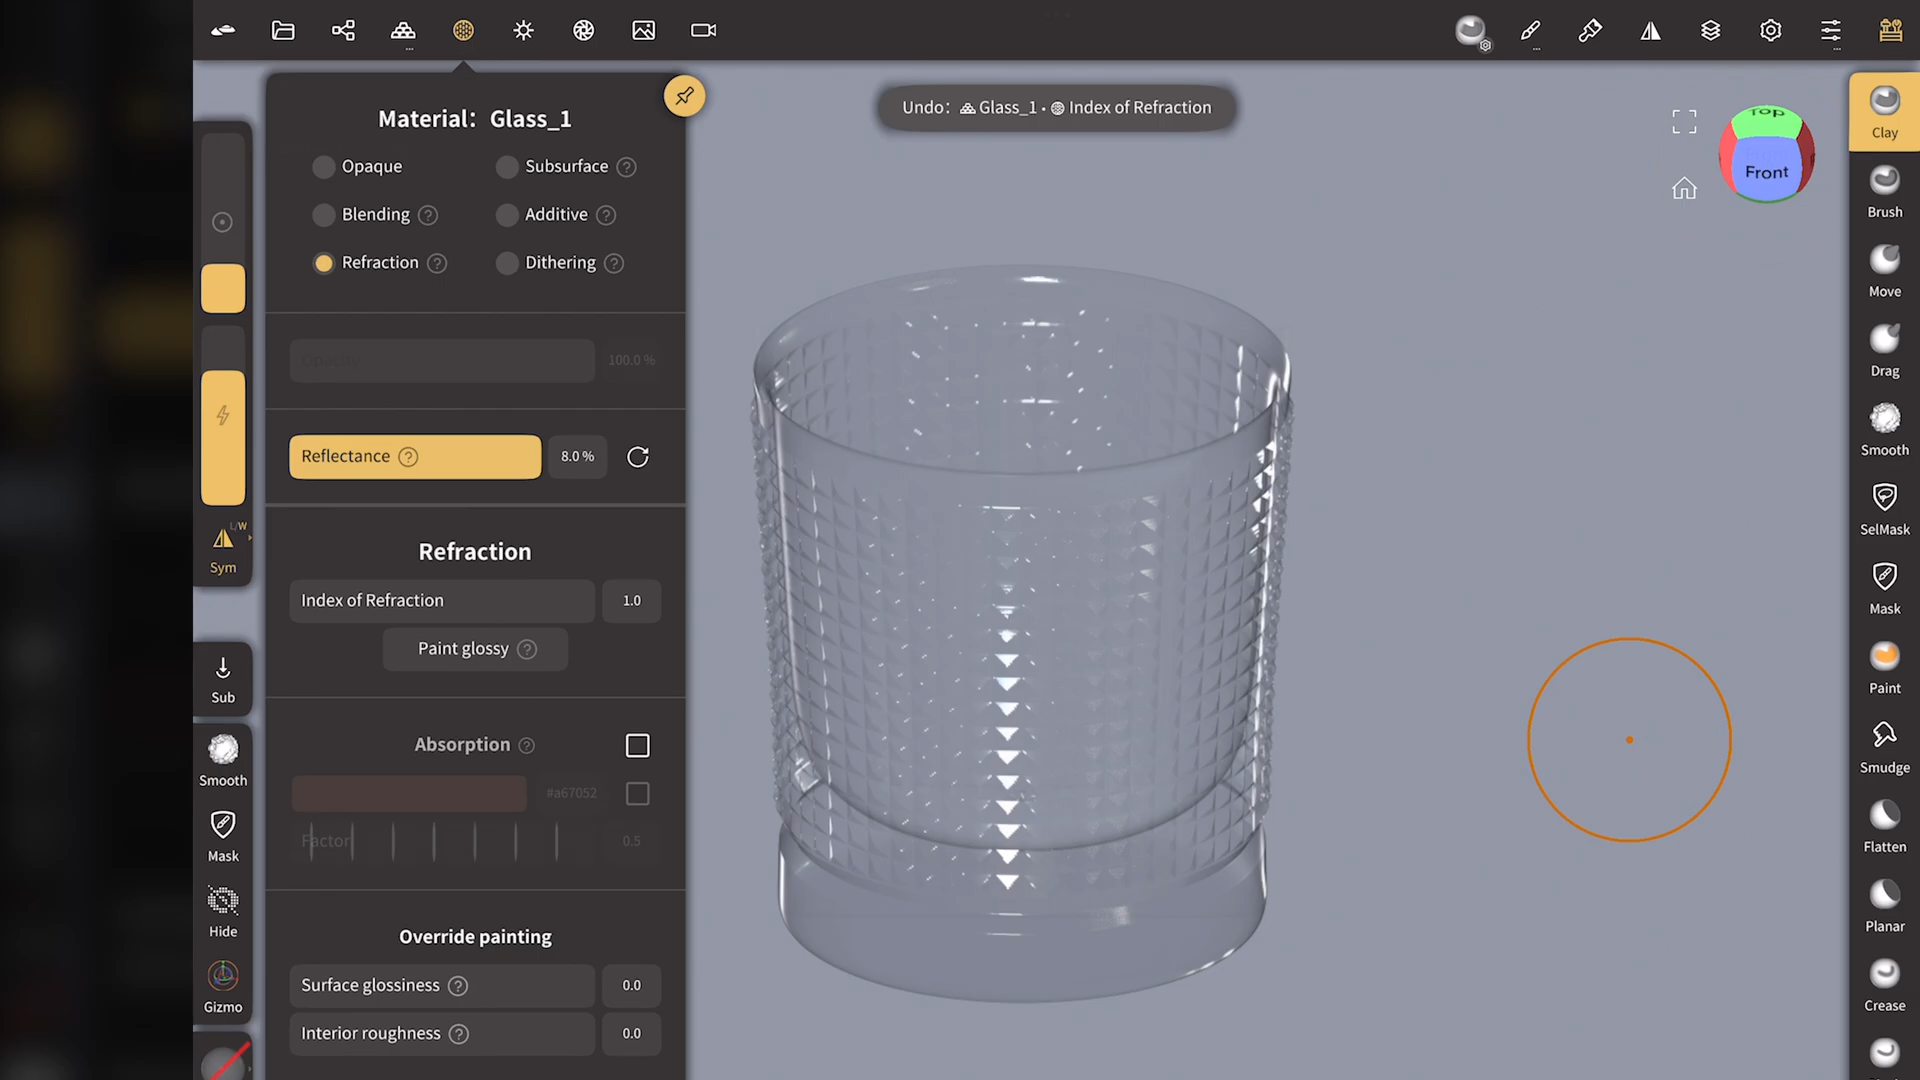 Material: Glass_1
Opaque
Subsurface ?
Blending ?
Additive ?
Refraction ?
Dithering ?
Opacity
100.0 %
Reflectance ?
8.0 %
Refraction
Index of Refraction
1.0
Paint glossy ?
Absorption ?
#a67052
Factor
0.5
Override painting
Surface glossiness ?
0.0
Interior roughness ?
0.0
L/W
Sym
Sub
Smooth
Mask
Hide
Gizmo
Undo: Glass_1 • Index of Refraction
Top
Front
Clay
Brush
Move
Drag
Smooth
SelMask
Mask
Paint
Smudge
Flatten
Planar
Crease